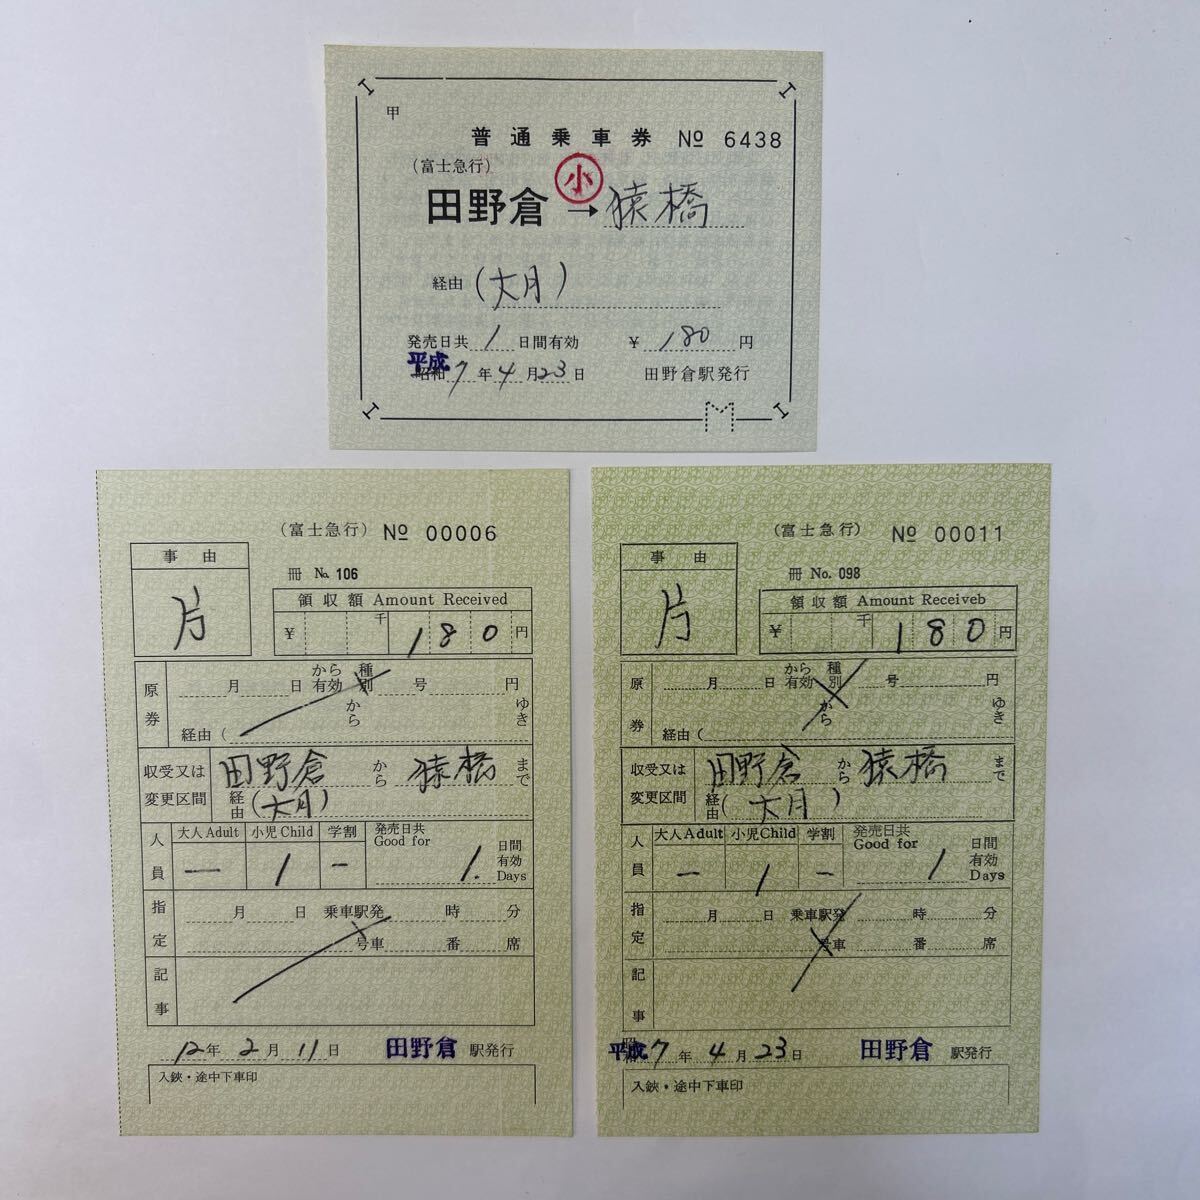 甲
普通乗車券 № 6438
(富士急行)
小
田野倉 → 猿橋
経由 (大月)
発売日共 1 日間有効 ¥ 180 円
平成
昭和 7 年 4 月 23 日 田野倉駅発行
(富士急行) № 00006
事由
冊 № 106
片
領収額 Amount Received
¥ 千 180 円
原券
月 日 から有効 種別 号 円
から ゆき
経由 (
収受又は変更区間
田野倉 から 猿橋 まで
経由 (大月)
人員
大人 Adult 小児 Child 学割 発売日共 Good for
— 1 — 1. 日間有効 Days
指定
月 日 乗車駅発 時 分
号車 番 席
記事
12 年 2 月 11 日 田野倉 駅発行
入鋏・途中下車印
(富士急行) № 00011
事由
冊 No. 098
片
領収額 Amount Receiveb
¥ 千 180 円
原券
月 日 から有効 種別 号 円
から ゆき
経由 (
収受又は変更区間
田野倉 から 猿橋 まで
経由 (大月)
人員
大人 Adult 小児 Child 学割 発売日共 Good for
— 1 — 1 日間有効 Days
指定
月 日 乗車駅発 時 分
号車 番 席
記事
平成 7 年 4 月 23 日 田野倉 駅発行
入鋏・途中下車印